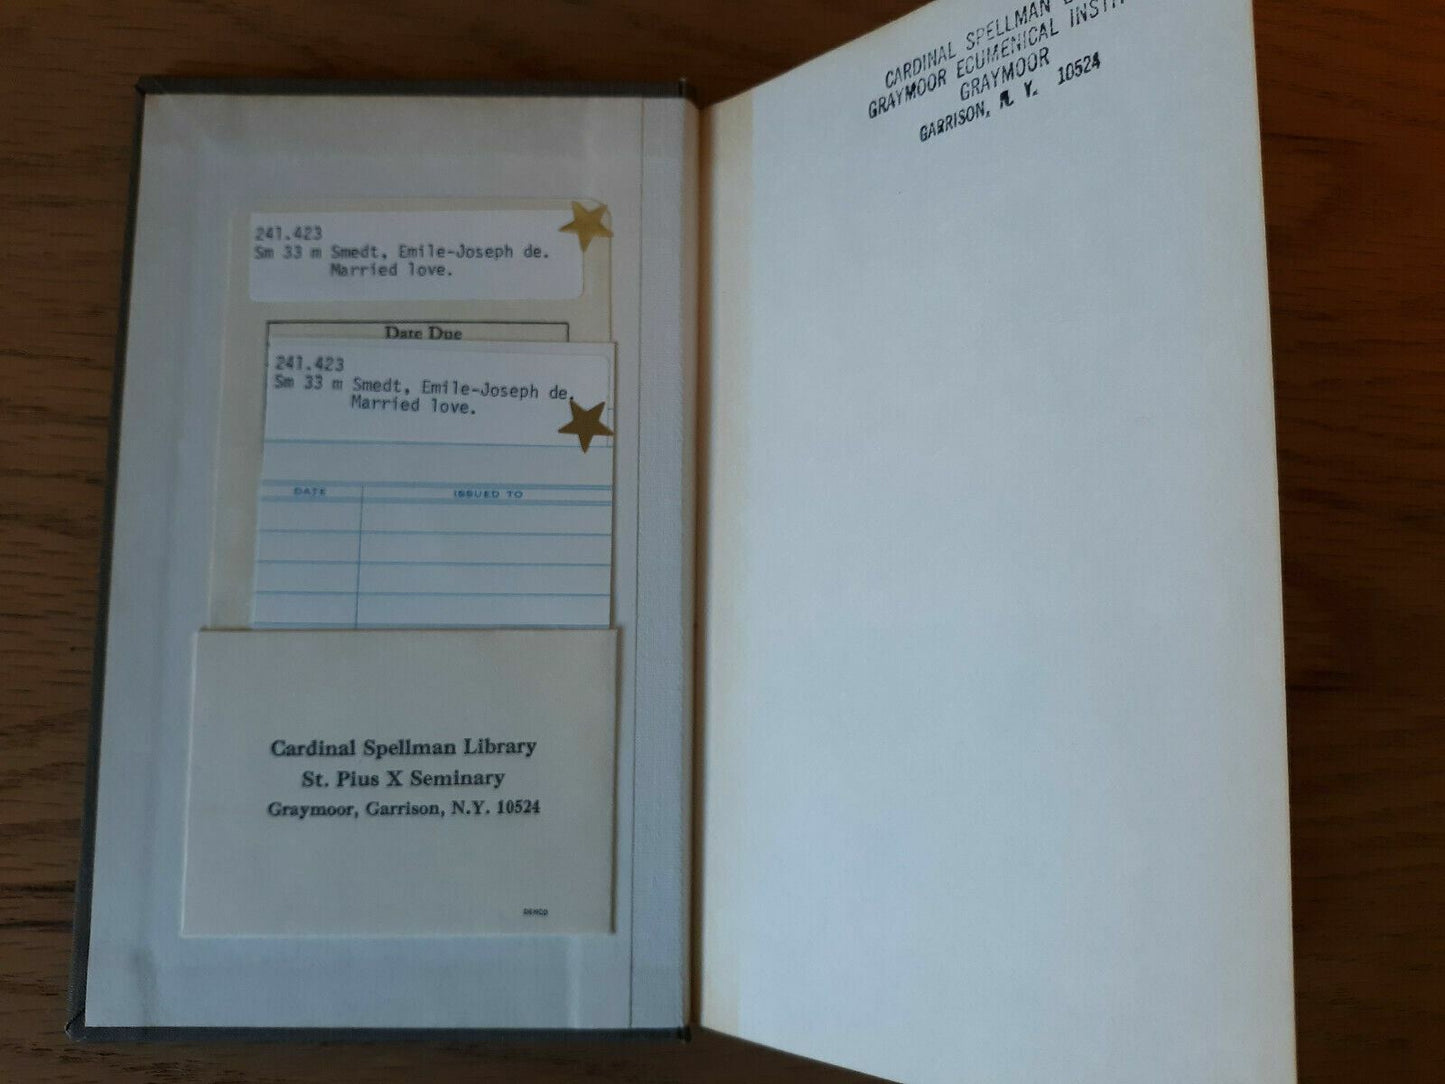 241.423
Sm 33 m Smedt, Emile-Joseph de.
Married love.
Date Due
241.423
Sm 33 m Smedt, Emile-Joseph de.
Married love.
DATE ISSUED TO
Cardinal Spellman Library
St. Pius X Seminary
Graymoor, Garrison, N.Y. 10524
DEMCO
CARDINAL SPELLMAN
GRAYMOOR ECUMENICAL
GRAYMOOR
GARRISON, N. Y. 10524